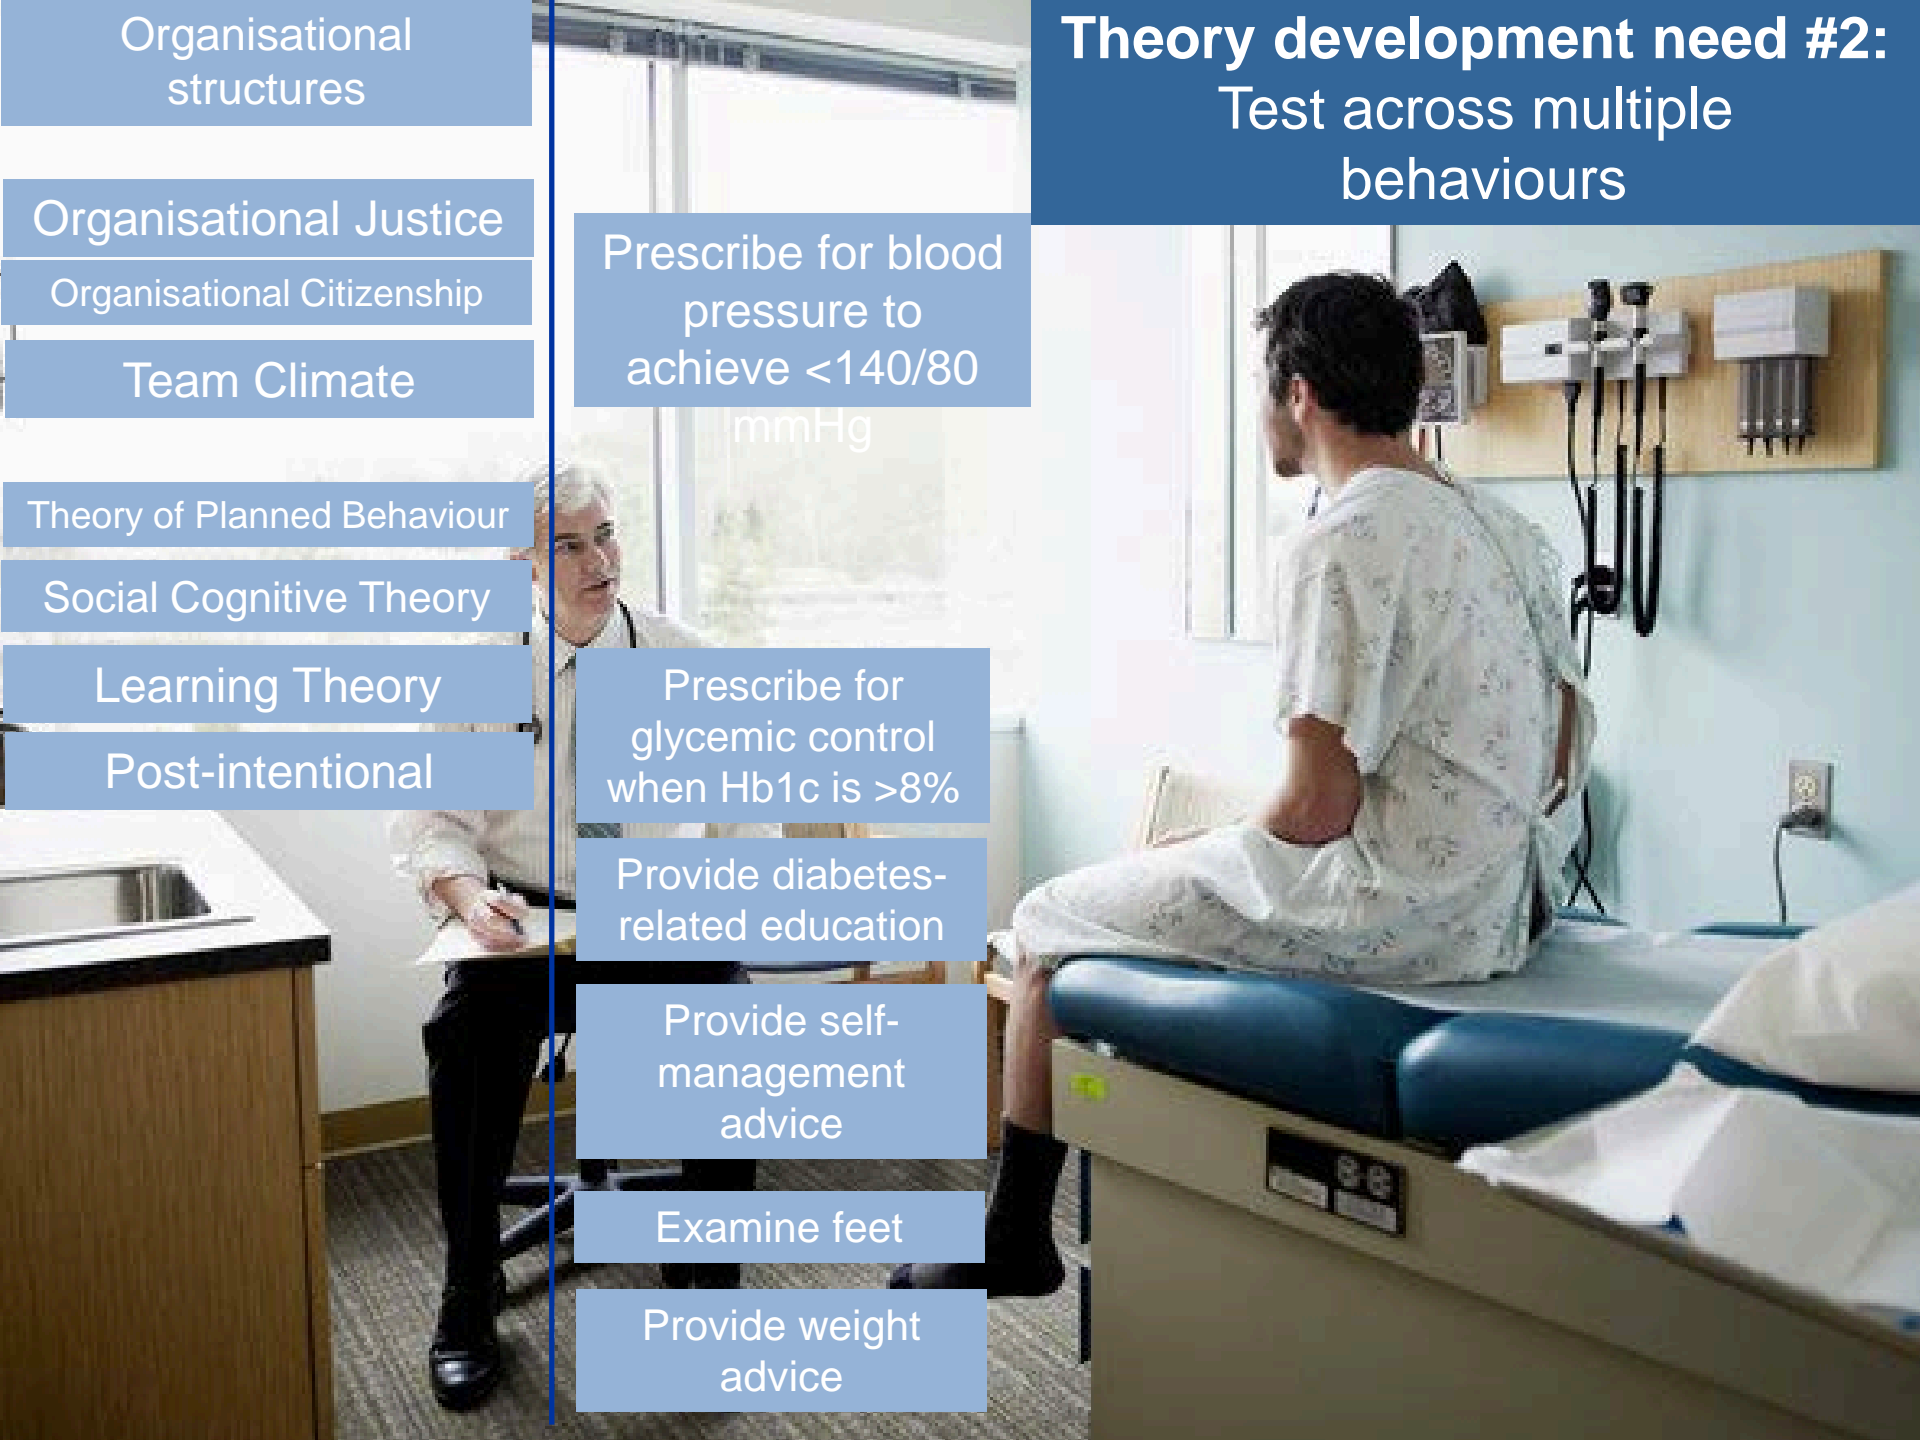 Organisational
structures
Organisational Justice
Organisational Citizenship
Team Climate
Theory of Planned Behaviour
Social Cognitive Theory
Learning Theory
Post-intentional
Theory development need #2:
Test across multiple
behaviours
Prescribe for blood
pressure to
achieve <140/80
mmHg
Prescribe for
glycemic control
when Hb1c is >8%
Provide diabetes-
related education
Provide self-
management
advice
Examine feet
Provide weight
advice